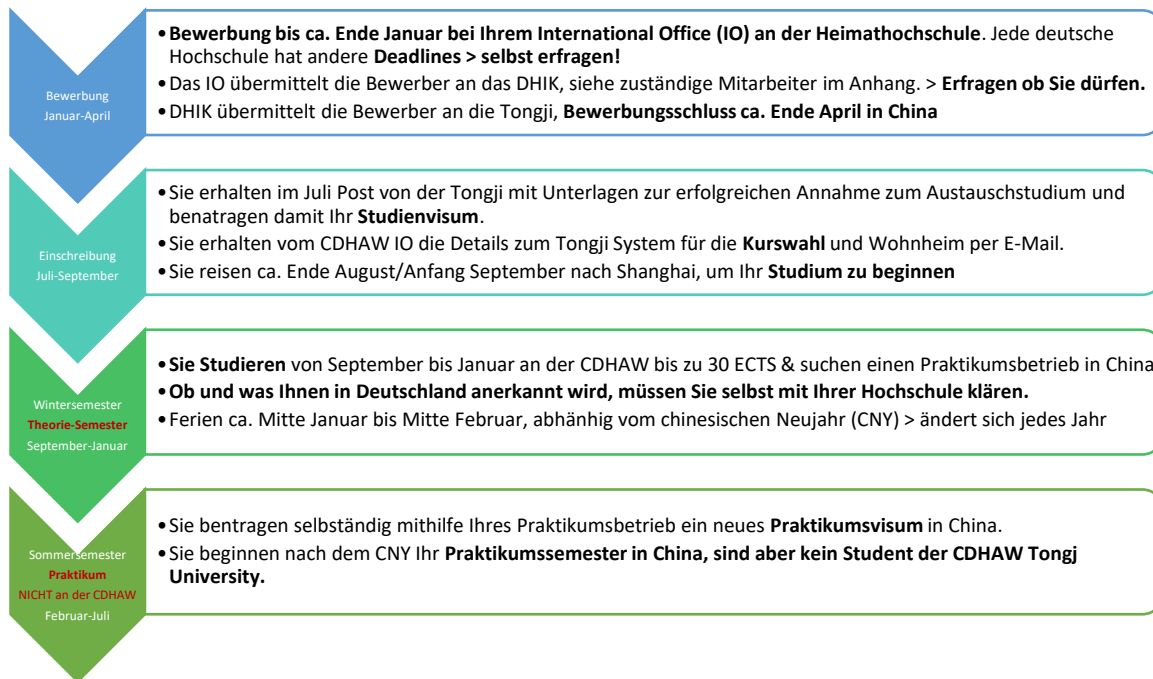 Bewerbung
Januar-April
•Bewerbung bis ca. Ende Januar bei Ihrem International Office (IO) an der Heimathochschule. Jede deutsche
Hochschule hat andere Deadlines > selbst erfragen!
•Das IO übermittelt die Bewerber an das DHIK, siehe zuständige Mitarbeiter im Anhang. > Erfragen ob Sie dürfen.
•DHIK übermittelt die Bewerber an die Tongji, Bewerbungsschluss ca. Ende April in China
Einschreibung
Juli-September
•Sie erhalten im Juli Post von der Tongji mit Unterlagen zur erfolgreichen Annahme zum Austauschstudium und
benatragen damit Ihr Studienvisum.
•Sie erhalten vom CDHAW IO die Details zum Tongji System für die Kurswahl und Wohnheim per E-Mail.
•Sie reisen ca. Ende August/Anfang September nach Shanghai, um Ihr Studium zu beginnen
Wintersemester
Theorie-Semester
September-Januar
•Sie Studieren von September bis Januar an der CDHAW bis zu 30 ECTS & suchen einen Praktikumsbetrieb in China
•Ob und was Ihnen in Deutschland anerkannt wird, müssen Sie selbst mit Ihrer Hochschule klären.
•Ferien ca. Mitte Januar bis Mitte Februar, abhänhig vom chinesischen Neujahr (CNY) > ändert sich jedes Jahr
Sommersemester
Praktikum
NICHT an der CDHAW
Februar-Juli
•Sie bentragen selbständig mithilfe Ihres Praktikumsbetrieb ein neues Praktikumsvisum in China.
•Sie beginnen nach dem CNY Ihr Praktikumssemester in China, sind aber kein Student der CDHAW Tongj
University.